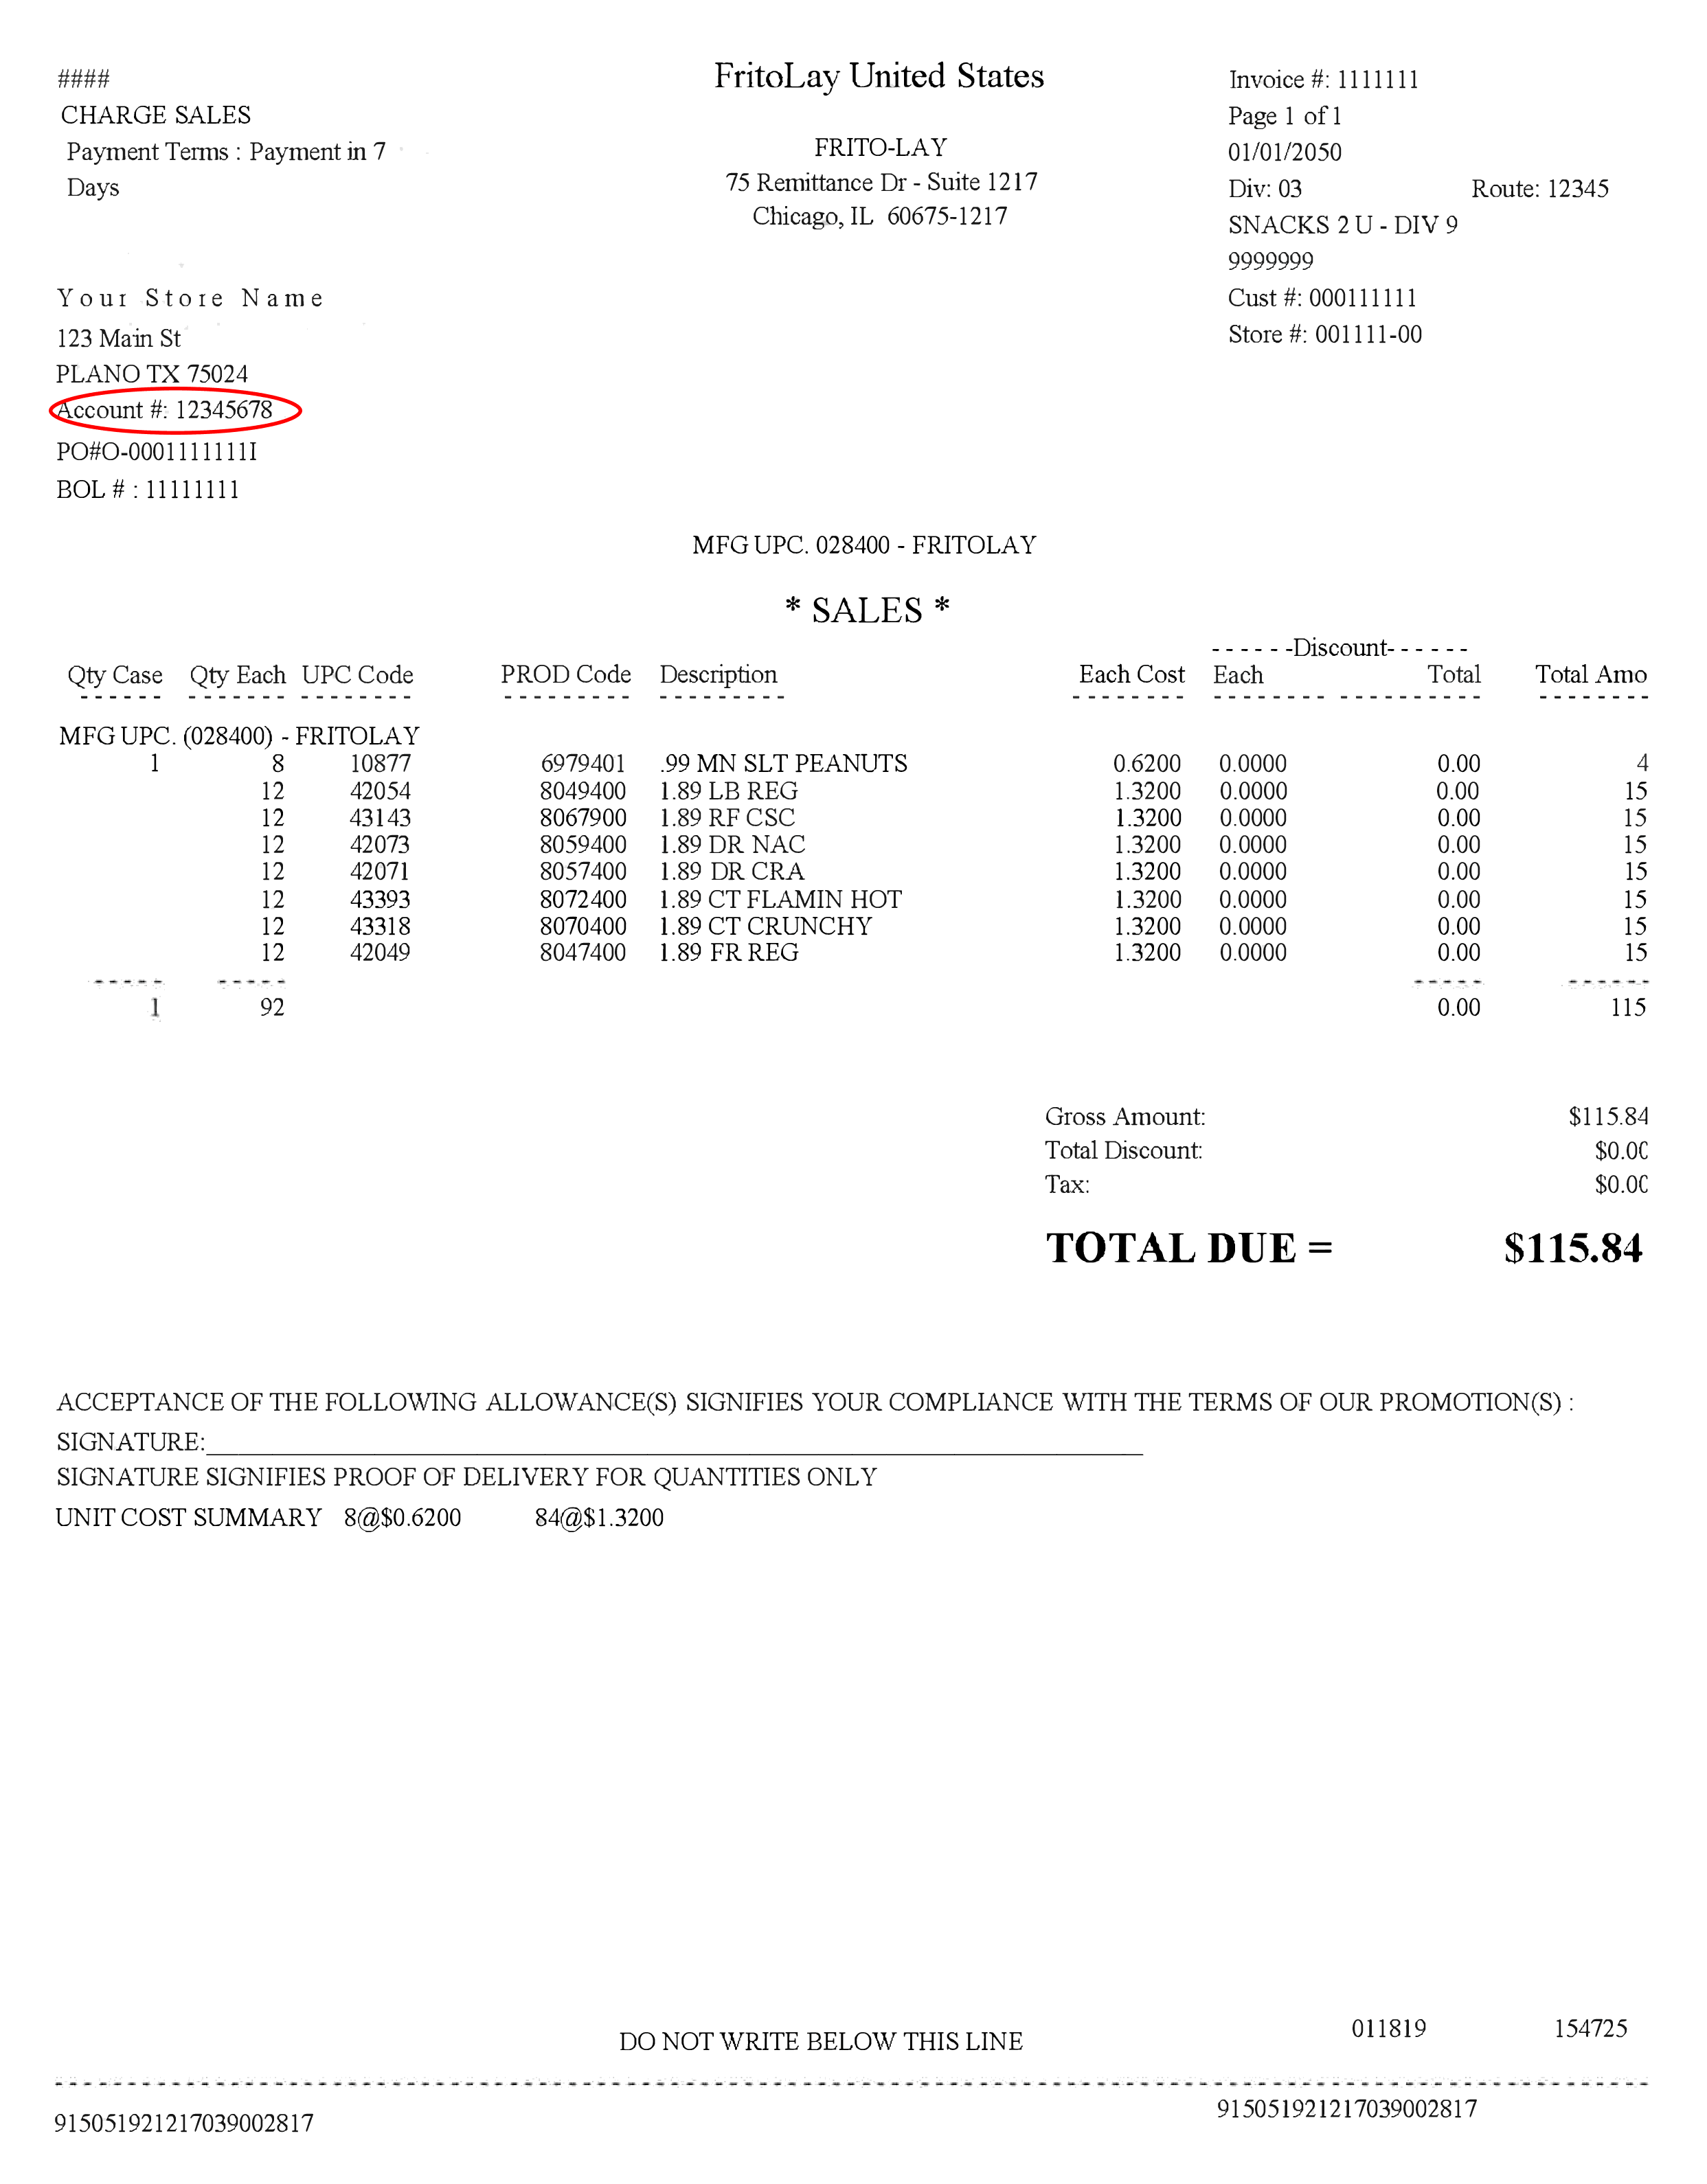 ####
CHARGE SALES
Payment Terms : Payment in 7
Days
FritoLay United States
FRITO-LAY
75 Remittance Dr - Suite 1217
Chicago, IL 60675-1217
Invoice #: 1111111
Page 1 of 1
01/01/2050
Div: 03 Route: 12345
SNACKS 2 U - DIV 9
9999999
Cust #: 000111111
Store #: 001111-00
Your Store Name
123 Main St
PLANO TX 75024
Account #: 12345678
PO#O-0001111111I
BOL # : 11111111
MFG UPC. 028400 - FRITOLAY
* SALES *
- - - - - -Discount- - - - - -
Qty Case Qty Each UPC Code PROD Code Description Each Cost Each Total Total Amo
MFG UPC. (028400) - FRITOLAY
1 8 10877 6979401 .99 MN SLT PEANUTS 0.6200 0.0000 0.00 4
12 42054 8049400 1.89 LB REG 1.3200 0.0000 0.00 15
12 43143 8067900 1.89 RF CSC 1.3200 0.0000 0.00 15
12 42073 8059400 1.89 DR NAC 1.3200 0.0000 0.00 15
12 42071 8057400 1.89 DR CRA 1.3200 0.0000 0.00 15
12 43393 8072400 1.89 CT FLAMIN HOT 1.3200 0.0000 0.00 15
12 43318 8070400 1.89 CT CRUNCHY 1.3200 0.0000 0.00 15
12 42049 8047400 1.89 FR REG 1.3200 0.0000 0.00 15
1 92 0.00 115
Gross Amount: $115.84
Total Discount: $0.00
Tax: $0.00
TOTAL DUE = $115.84
ACCEPTANCE OF THE FOLLOWING ALLOWANCE(S) SIGNIFIES YOUR COMPLIANCE WITH THE TERMS OF OUR PROMOTION(S) :
SIGNATURE:
SIGNATURE SIGNIFIES PROOF OF DELIVERY FOR QUANTITIES ONLY
UNIT COST SUMMARY 8@$0.6200 84@$1.3200
011819 154725
DO NOT WRITE BELOW THIS LINE
915051921217039002817 915051921217039002817